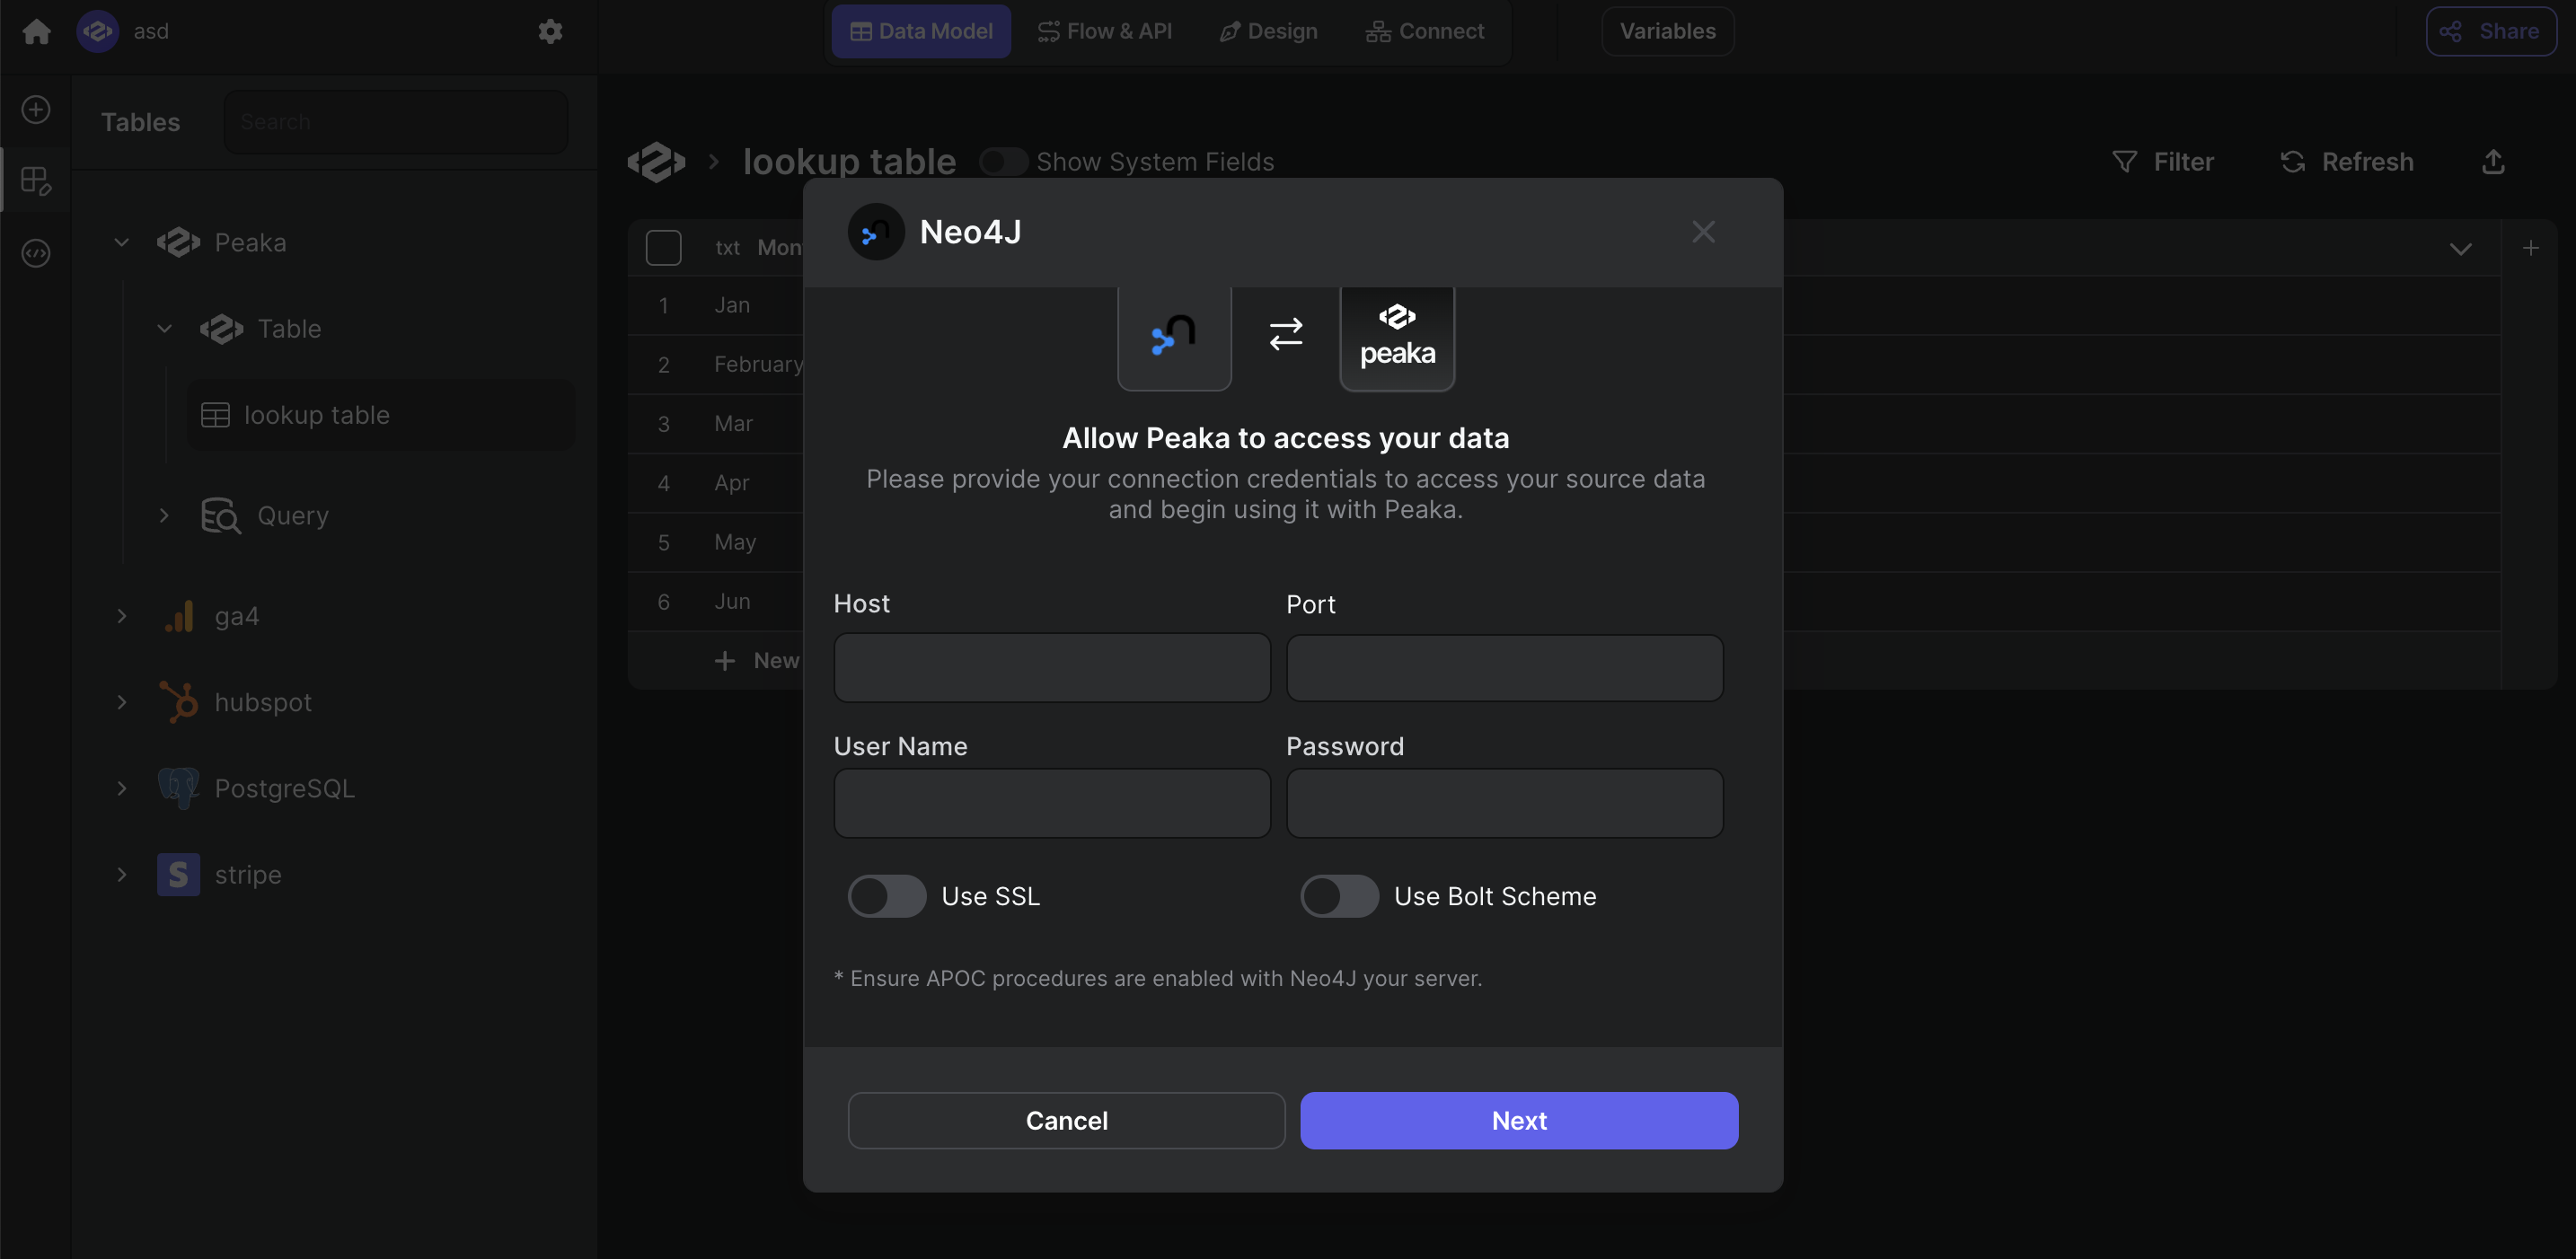 asd
Data Model
Flow & API
Design
Connect
Variables
Share
Tables
Search
Peaka
Table
lookup table
Query
ga4
hubspot
PostgreSQL
stripe
lookup table
Show System Fields
Filter
Refresh
txt Mon
1 Jan
2 February
3 Mar
4 Apr
5 May
6 Jun
+ New
Neo4J
peaka
Allow Peaka to access your data
Please provide your connection credentials to access your source data
and begin using it with Peaka.
Host
Port
User Name
Password
Use SSL
Use Bolt Scheme
* Ensure APOC procedures are enabled with Neo4J your server.
Cancel
Next